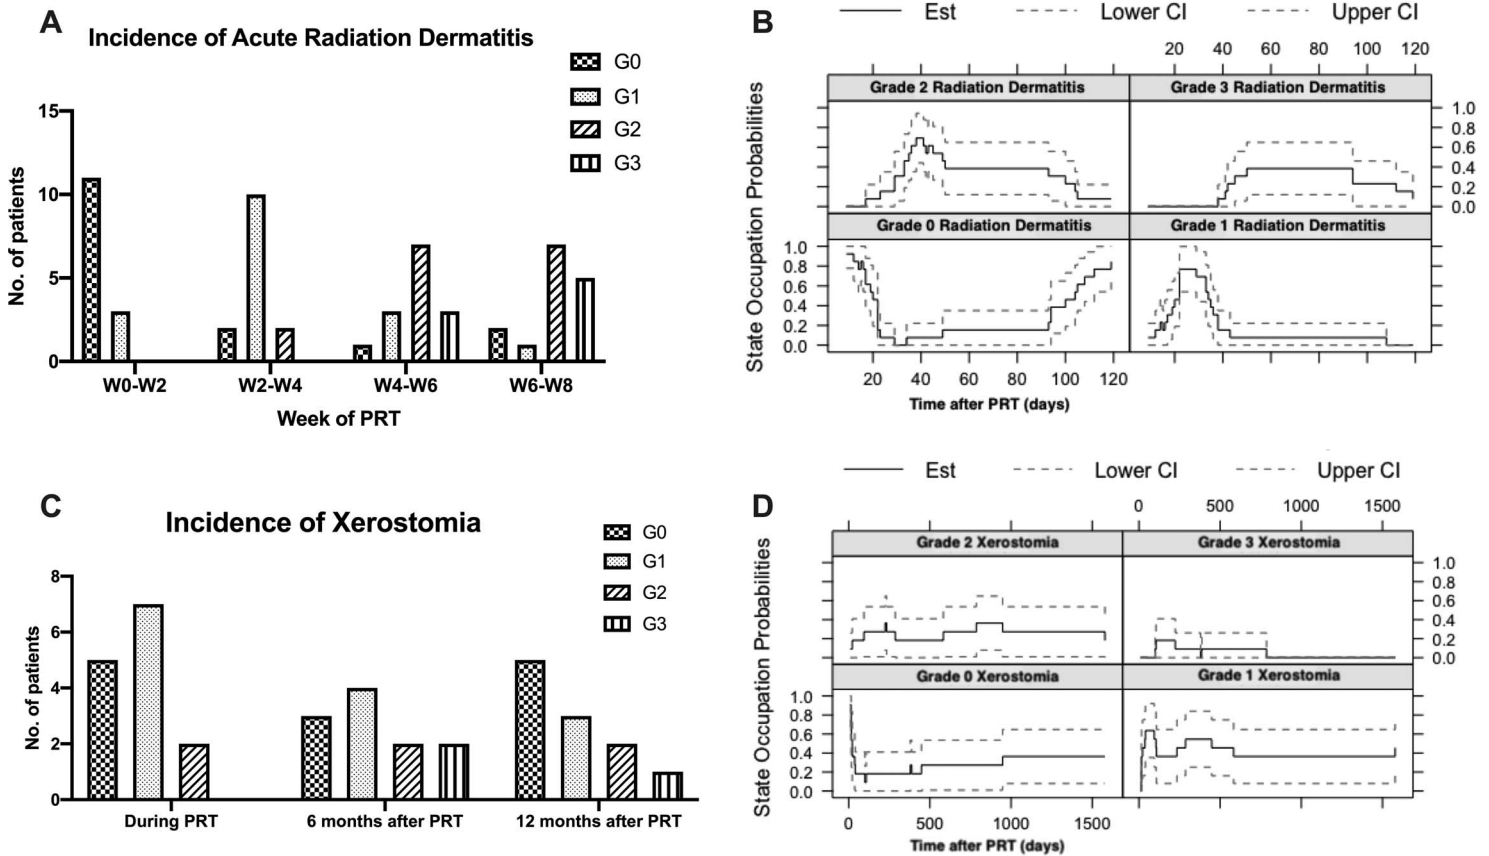 A
Incidence of Acute Radiation Dermatitis
G0
G1
G2
G3
No. of patients
15
10
5
0
W0-W2 W2-W4 W4-W6 W6-W8
Week of PRT
B
Est Lower CI Upper CI
20 40 60 80 100 120
State Occupation Probabilities
Grade 2 Radiation Dermatitis Grade 3 Radiation Dermatitis
1.0
0.8
0.6
0.4
0.2
0.0
Grade 0 Radiation Dermatitis Grade 1 Radiation Dermatitis
1.0
0.8
0.6
0.4
0.2
0.0
20 40 60 80 100 120
Time after PRT (days)
C
Incidence of Xerostomia
G0
G1
G2
G3
No. of patients
8
6
4
2
0
During PRT 6 months after PRT 12 months after PRT
D
Est Lower CI Upper CI
0 500 1000 1500
State Occupation Probabilities
Grade 2 Xerostomia Grade 3 Xerostomia
1.0
0.8
0.6
0.4
0.2
0.0
Grade 0 Xerostomia Grade 1 Xerostomia
1.0
0.8
0.6
0.4
0.2
0.0
0 500 1000 1500
Time after PRT (days)